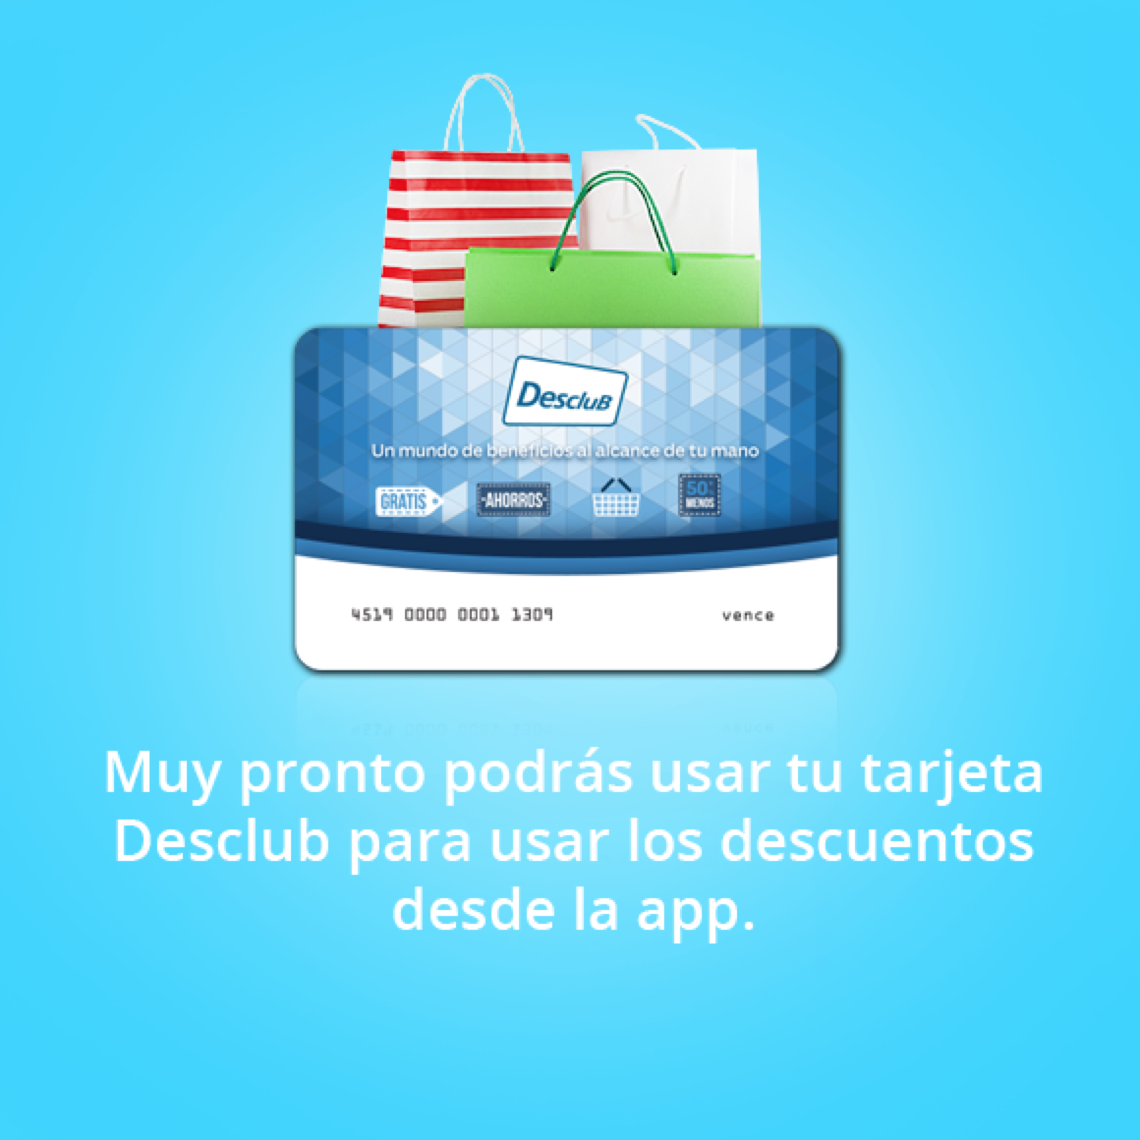 Desclub
Un mundo de beneficios al alcance de tu mano
GRATIS
AHORROS
50%
MENOS
4519 0000 0001 1309 vence
Muy pronto podrás usar tu tarjeta
Desclub para usar los descuentos
desde la app.